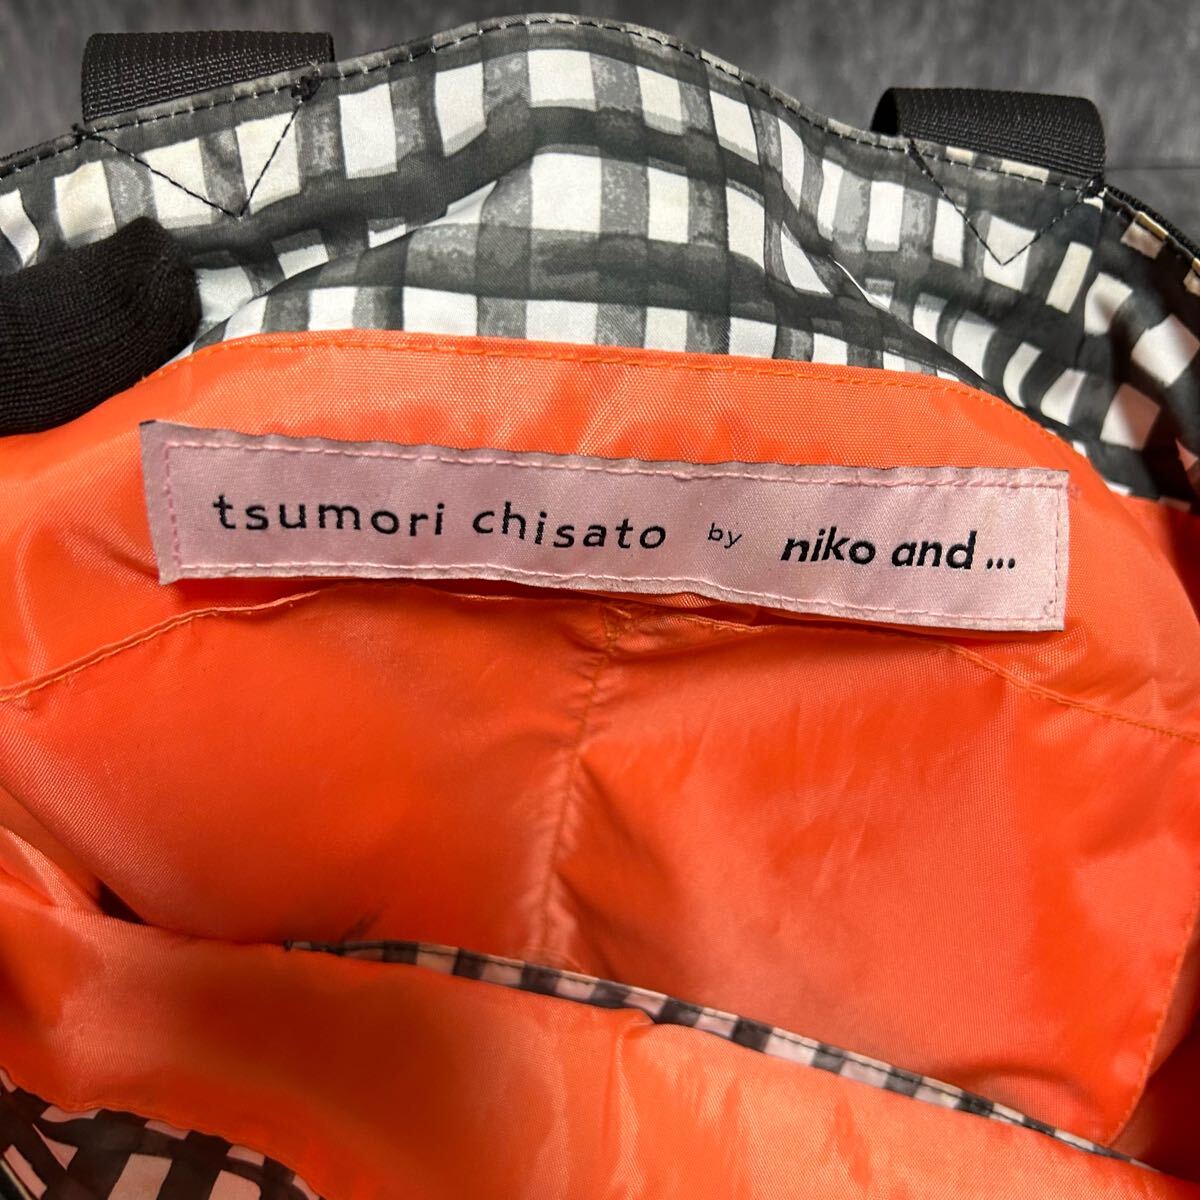 tsumori chisato by niko and ...